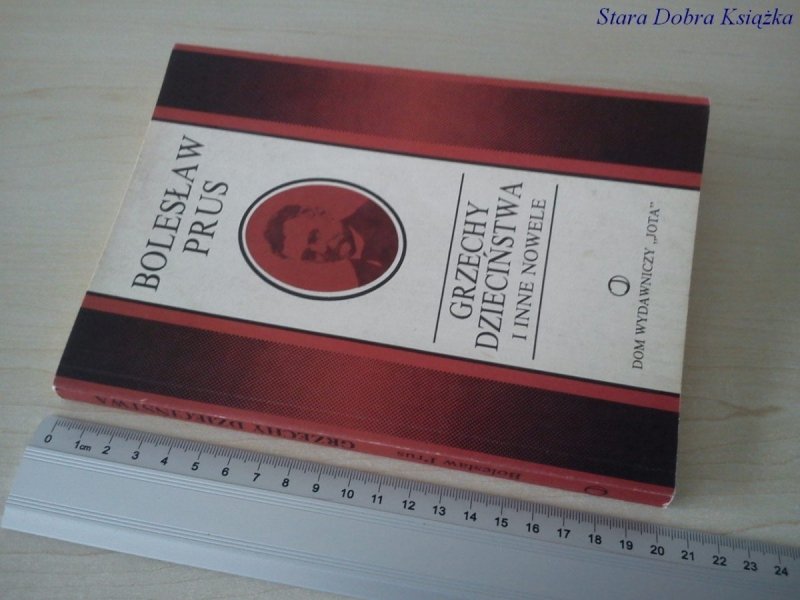 Stara Dobra Książka
BOLESŁAW
PRUS
GRZECHY
DZIECIŃSTWA
I INNE NOWELE
DOM WYDAWNICZY „JOTA”
GRZECHY DZIECIŃSTWA
Bolesław Prus
0 1cm 2 3 4 5 6 7 8 9 10 11 12 13 14 15 16 17 18 19 20 21 22 23 24